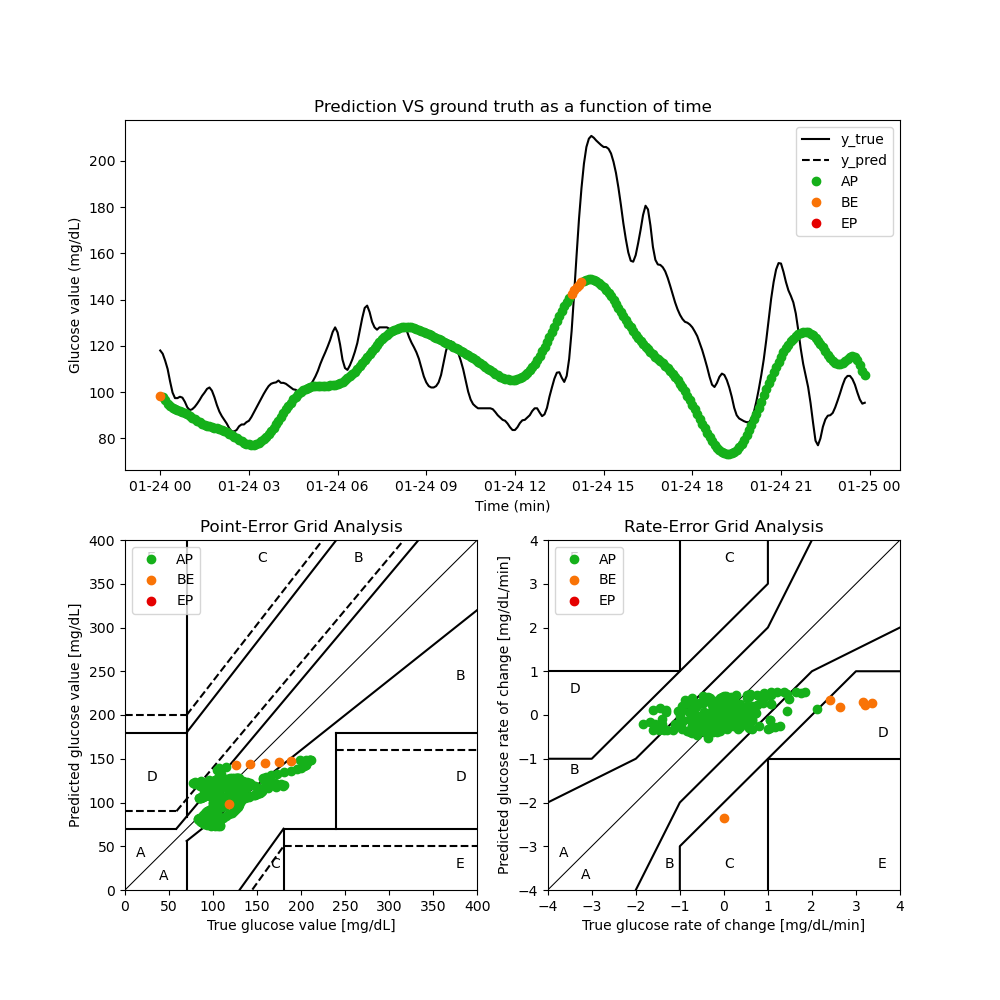 Prediction VS ground truth as a function of time
Glucose value (mg/dL)
200
180
160
140
120
100
80
y_true
y_pred
AP
BE
EP
01-24 00 01-24 03 01-24 06 01-24 09 01-24 12 01-24 15 01-24 18 01-24 21 01-25 00
Time (min)
Point-Error Grid Analysis
Predicted glucose value [mg/dL]
400
350
300
250
200
150
100
50
0
AP
BE
EP
C B
B
D D
A
A C E
0 50 100 150 200 250 300 350 400
True glucose value [mg/dL]
Rate-Error Grid Analysis
Predicted glucose rate of change [mg/dL/min]
4
3
2
1
0
−1
−2
−3
−4
AP
BE
EP
C
D
D
B
A
A B C E
−4 −3 −2 −1 0 1 2 3 4
True glucose rate of change [mg/dL/min]